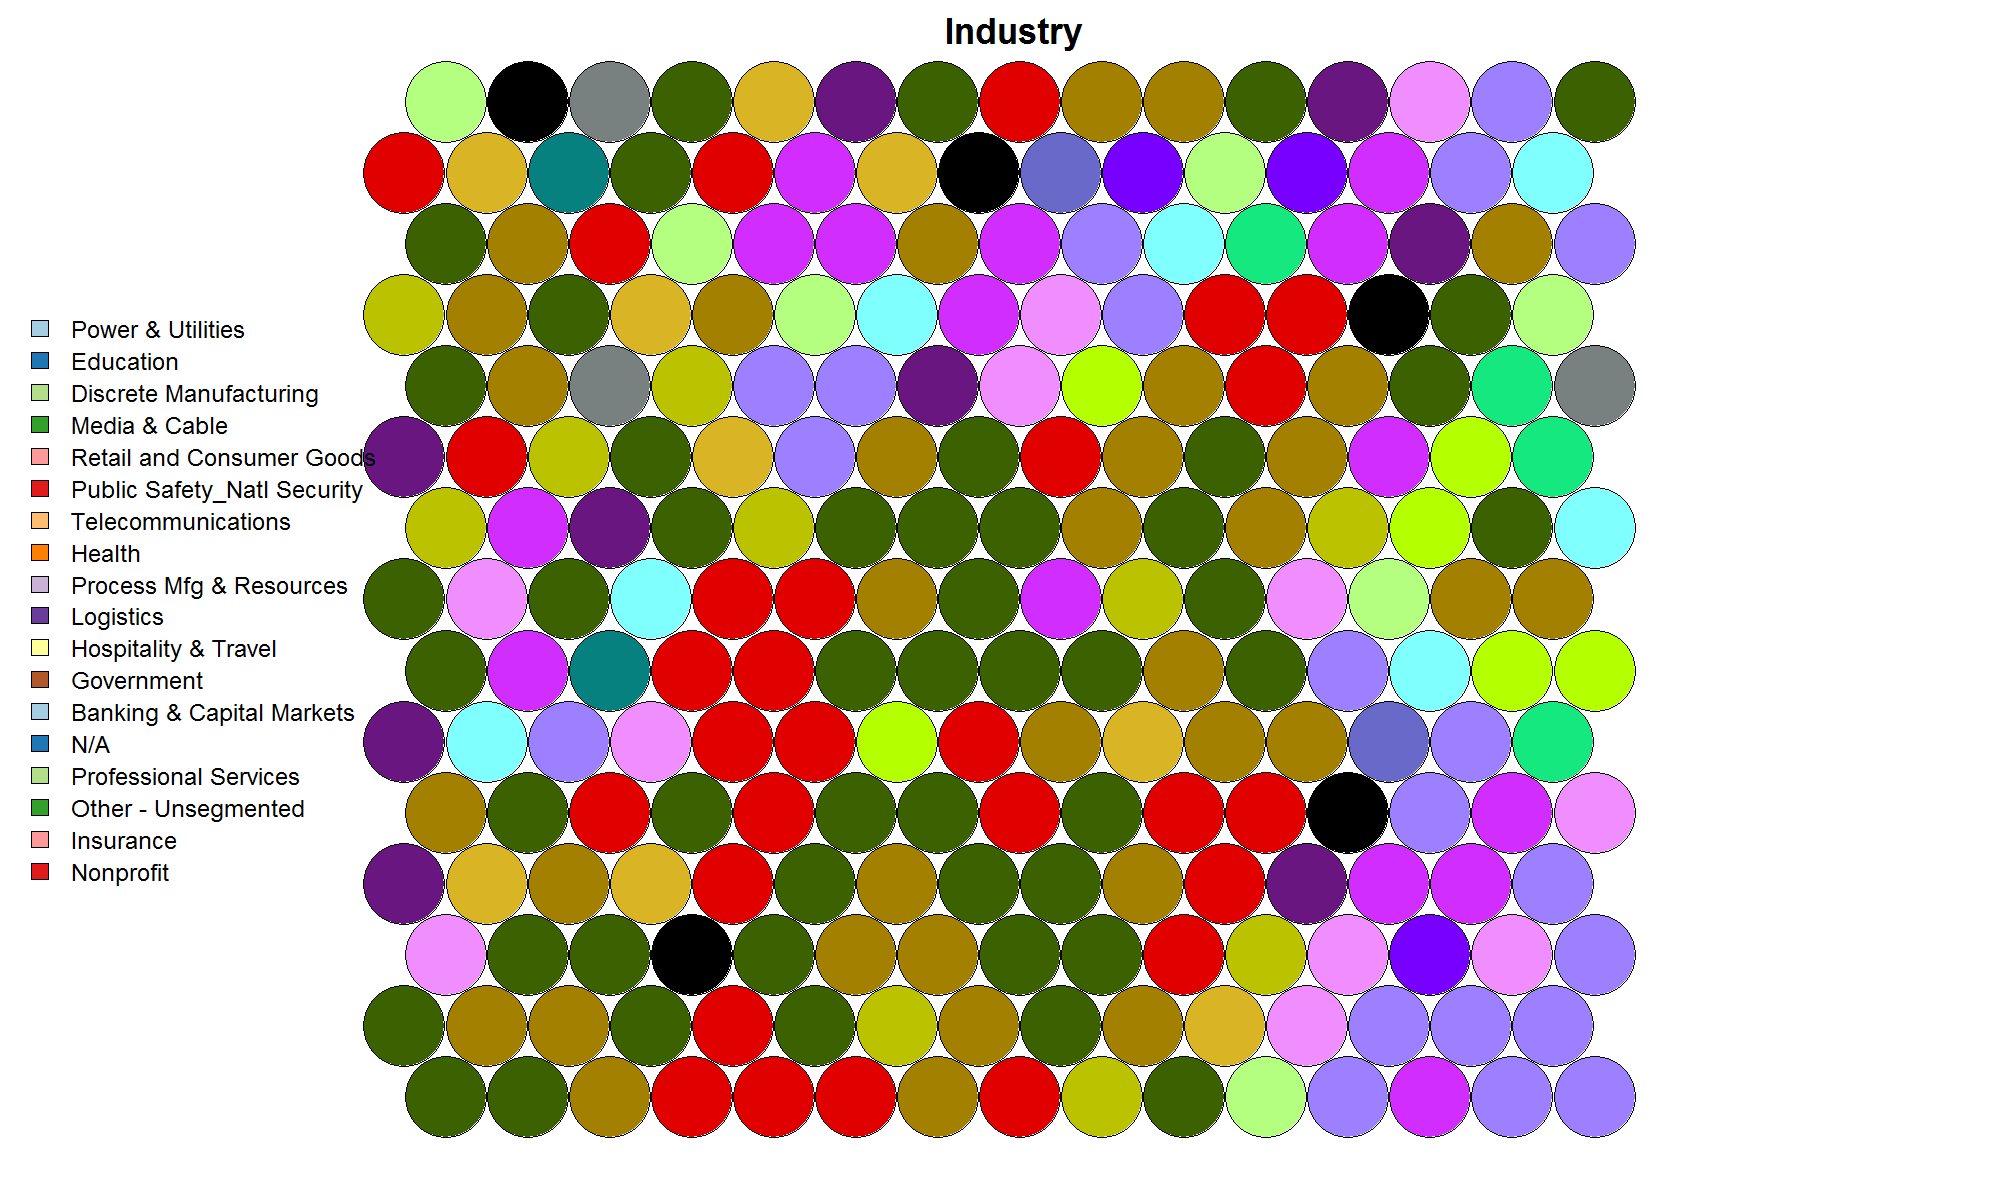 Industry
Power & Utilities
Education
Discrete Manufacturing
Media & Cable
Retail and Consumer Goods
Public Safety_Natl Security
Telecommunications
Health
Process Mfg & Resources
Logistics
Hospitality & Travel
Government
Banking & Capital Markets
N/A
Professional Services
Other - Unsegmented
Insurance
Nonprofit